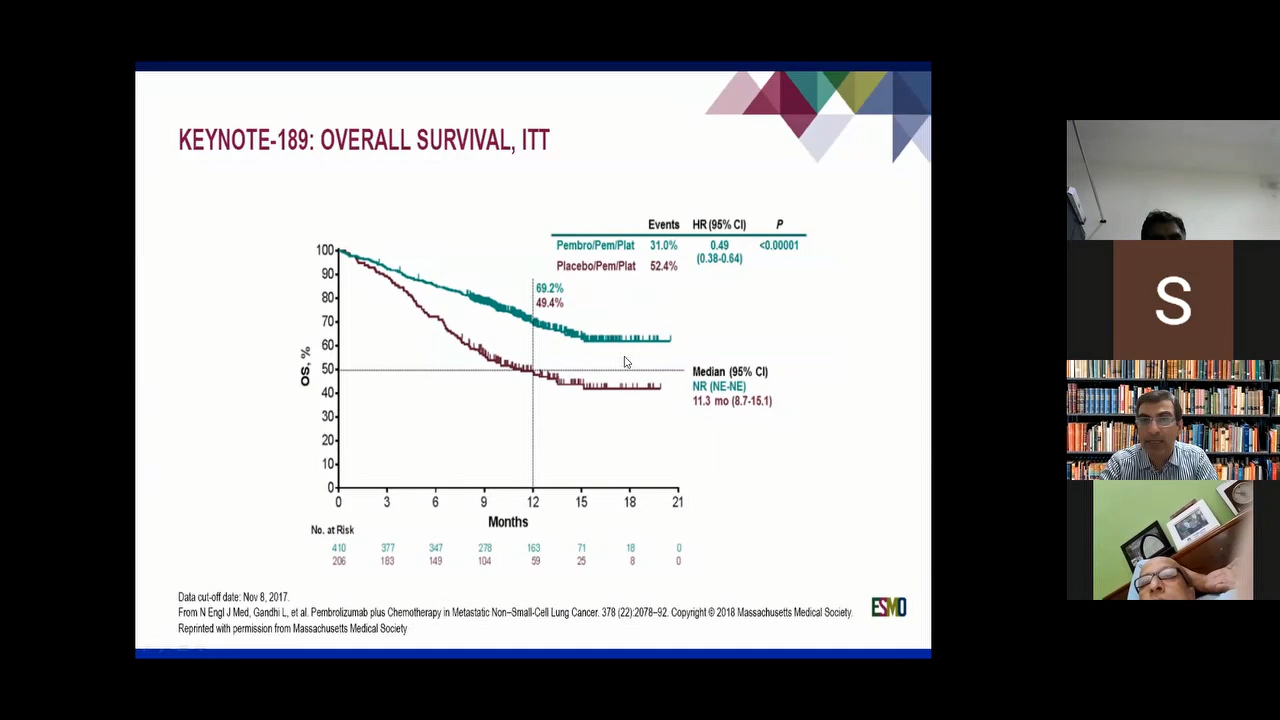 KEYNOTE-189: OVERALL SURVIVAL, ITT
Events HR (95% CI) P
Pembro/Pem/Plat 31.0% 0.49 <0.00001
(0.38-0.64)
Placebo/Pem/Plat 52.4%
100
90
80
70
60
50
40
30
20
10
0
OS, %
69.2%
49.4%
Median (95% CI)
NR (NE-NE)
11.3 mo (8.7-15.1)
0 3 6 9 12 15 18 21
Months
No. at Risk
410 377 347 278 163 71 18 0
206 183 149 104 59 25 8 0
Data cut-off date: Nov 8, 2017.
From N Engl J Med, Gandhi L, et al. Pembrolizumab plus Chemotherapy in Metastatic Non–Small-Cell Lung Cancer. 378 (22):2078–92. Copyright © 2018 Massachusetts Medical Society.
Reprinted with permission from Massachusetts Medical Society
ESMO
S